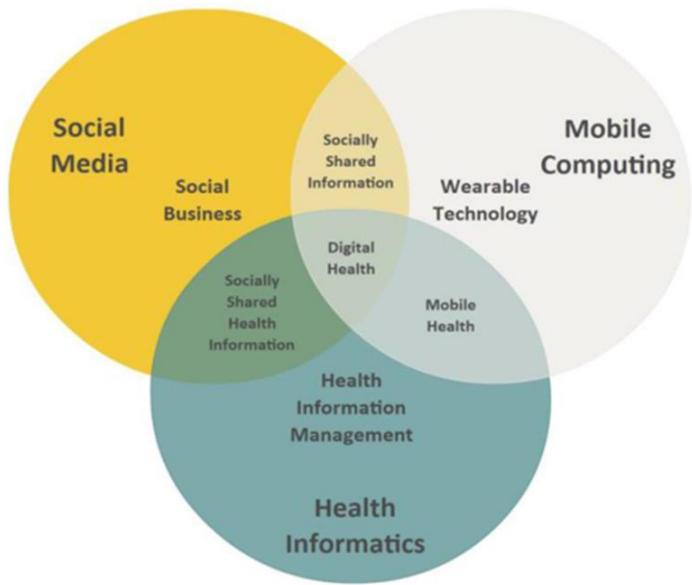 Social
Media
Mobile
Computing
Socially
Shared
Information
Social
Business
Wearable
Technology
Digital
Health
Socially
Shared
Health
Information
Mobile
Health
Health
Information
Management
Health
Informatics